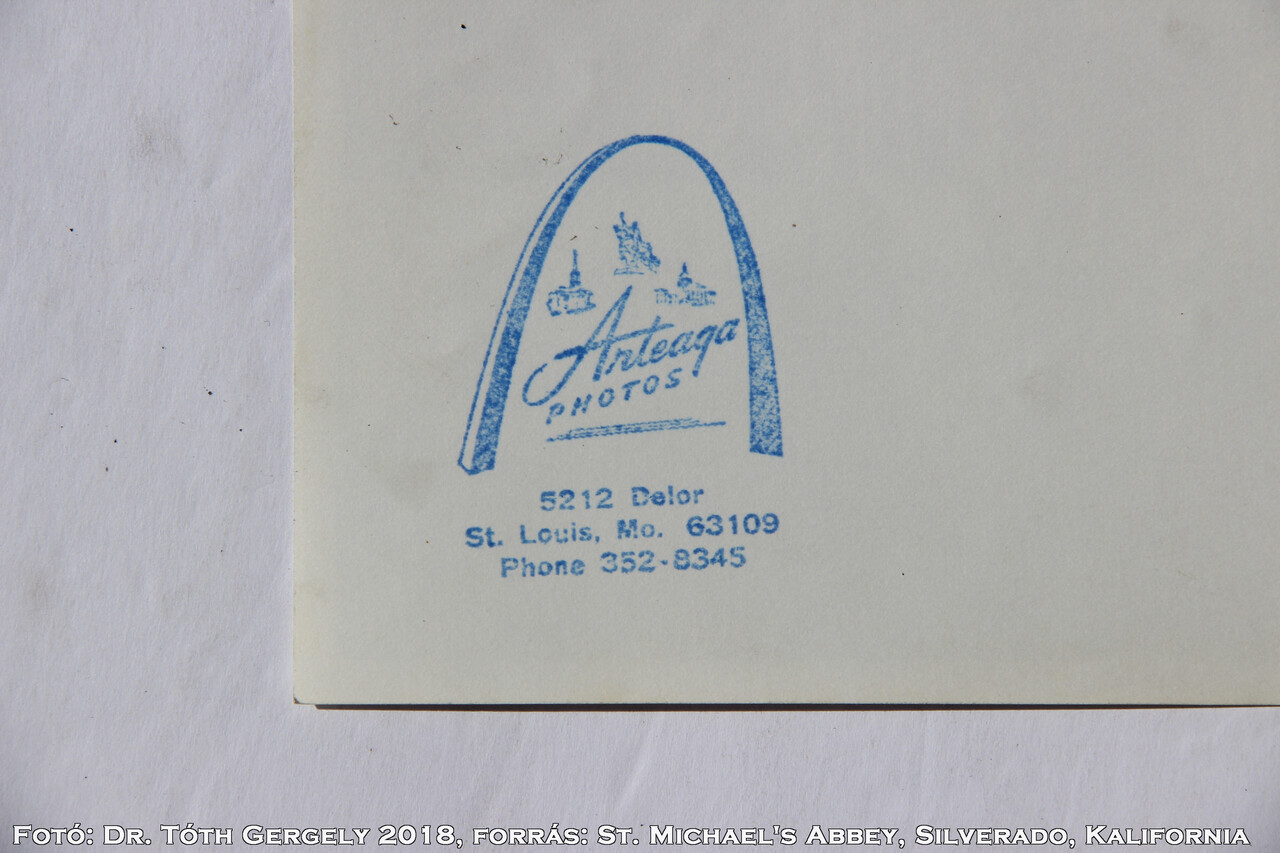 Arteaga
PHOTOS
5212 Delor
St. Louis, Mo. 63109
Phone 352-8345
Fotó: Dr. Tóth Gergely 2018, forrás: St. Michael's Abbey, Silverado, Kalifornia